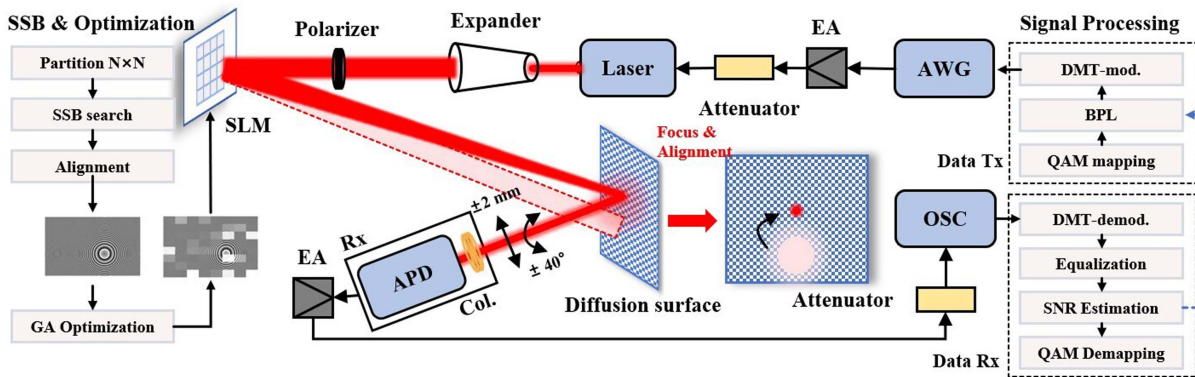 SSB & Optimization
Partition N×N
SSB search
Alignment
GA Optimization
SLM
Polarizer
Expander
Laser
Attenuator
EA
AWG
Signal Processing
DMT-mod.
BPL
QAM mapping
Data Tx
Focus &
Alignment
±2 mm
± 40°
Rx
APD
Col.
EA
Diffusion surface
Attenuator
OSC
DMT-demod.
Equalization
SNR Estimation
QAM Demapping
Data Rx